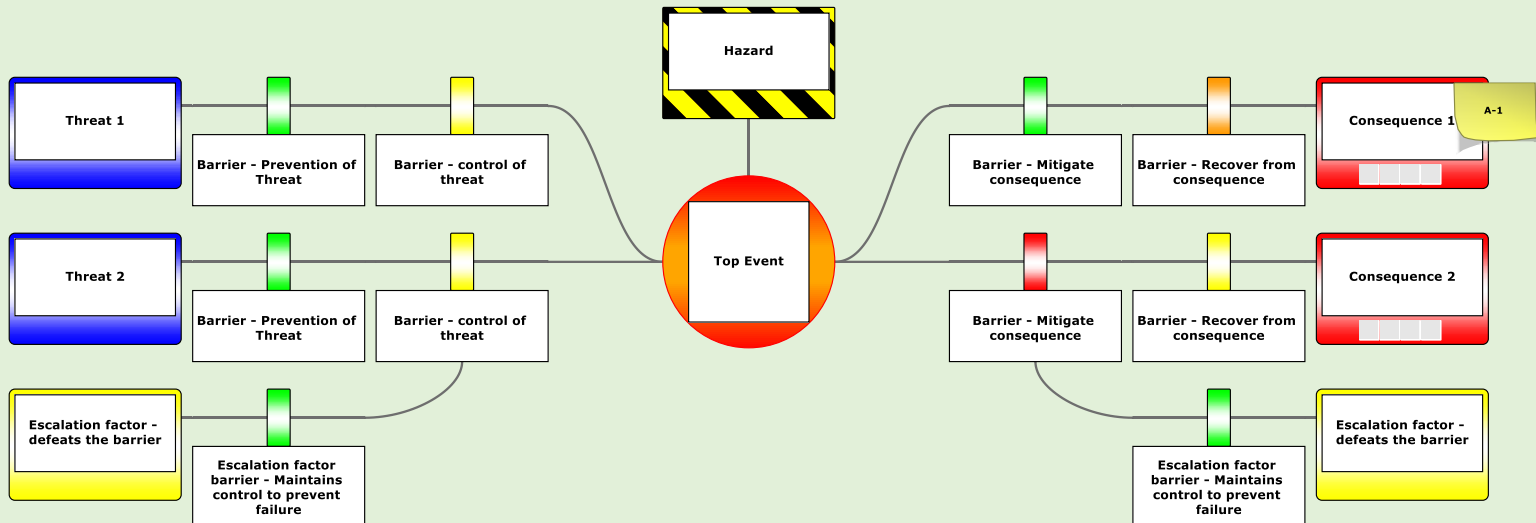 Hazard
Threat 1
Barrier - Prevention of
Threat
Barrier - control of
threat
Barrier - Mitigate
consequence
Barrier - Recover from
consequence
Consequence 1
A-1
Threat 2
Barrier - Prevention of
Threat
Barrier - control of
threat
Top Event
Barrier - Mitigate
consequence
Barrier - Recover from
consequence
Consequence 2
Escalation factor -
defeats the barrier
Escalation factor
barrier - Maintains
control to prevent
failure
Escalation factor
barrier - Maintains
control to prevent
failure
Escalation factor -
defeats the barrier